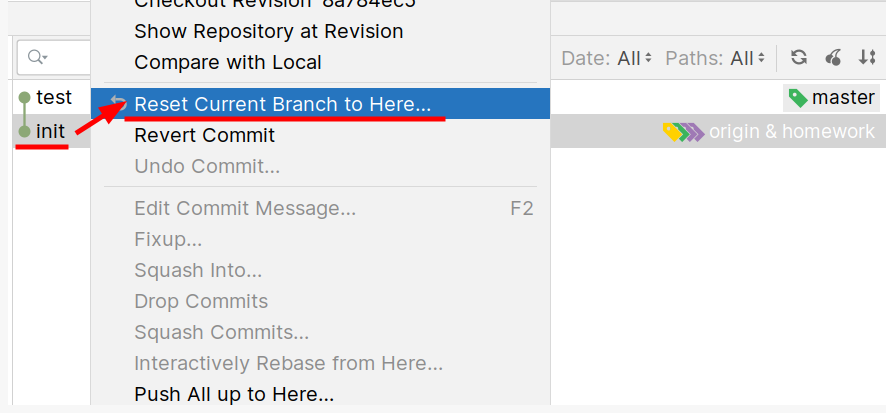 Checkout Revision '8a784ec5'
Show Repository at Revision
Compare with Local
Date: All Paths: All
test
Reset Current Branch to Here...
master
init
Revert Commit
origin & homework
Undo Commit...
Edit Commit Message... F2
Fixup...
Squash Into...
Drop Commits
Squash Commits...
Interactively Rebase from Here...
Push All up to Here...